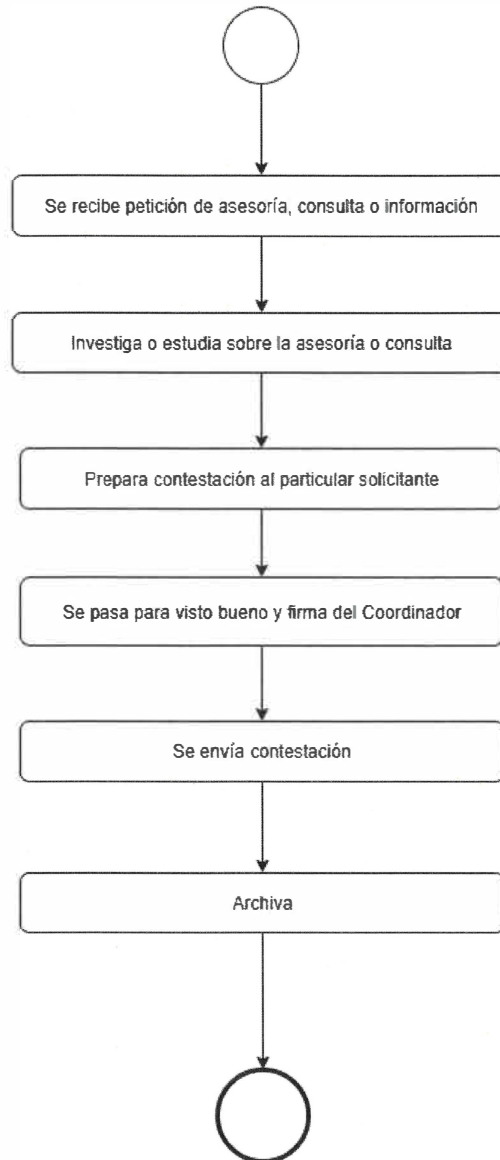 Se recibe petición de asesoría, consulta o información
Investiga o estudia sobre la asesoría o consulta
Prepara contestación al particular solicitante
Se pasa para visto bueno y firma del Coordinador
Se envía contestación
Archiva